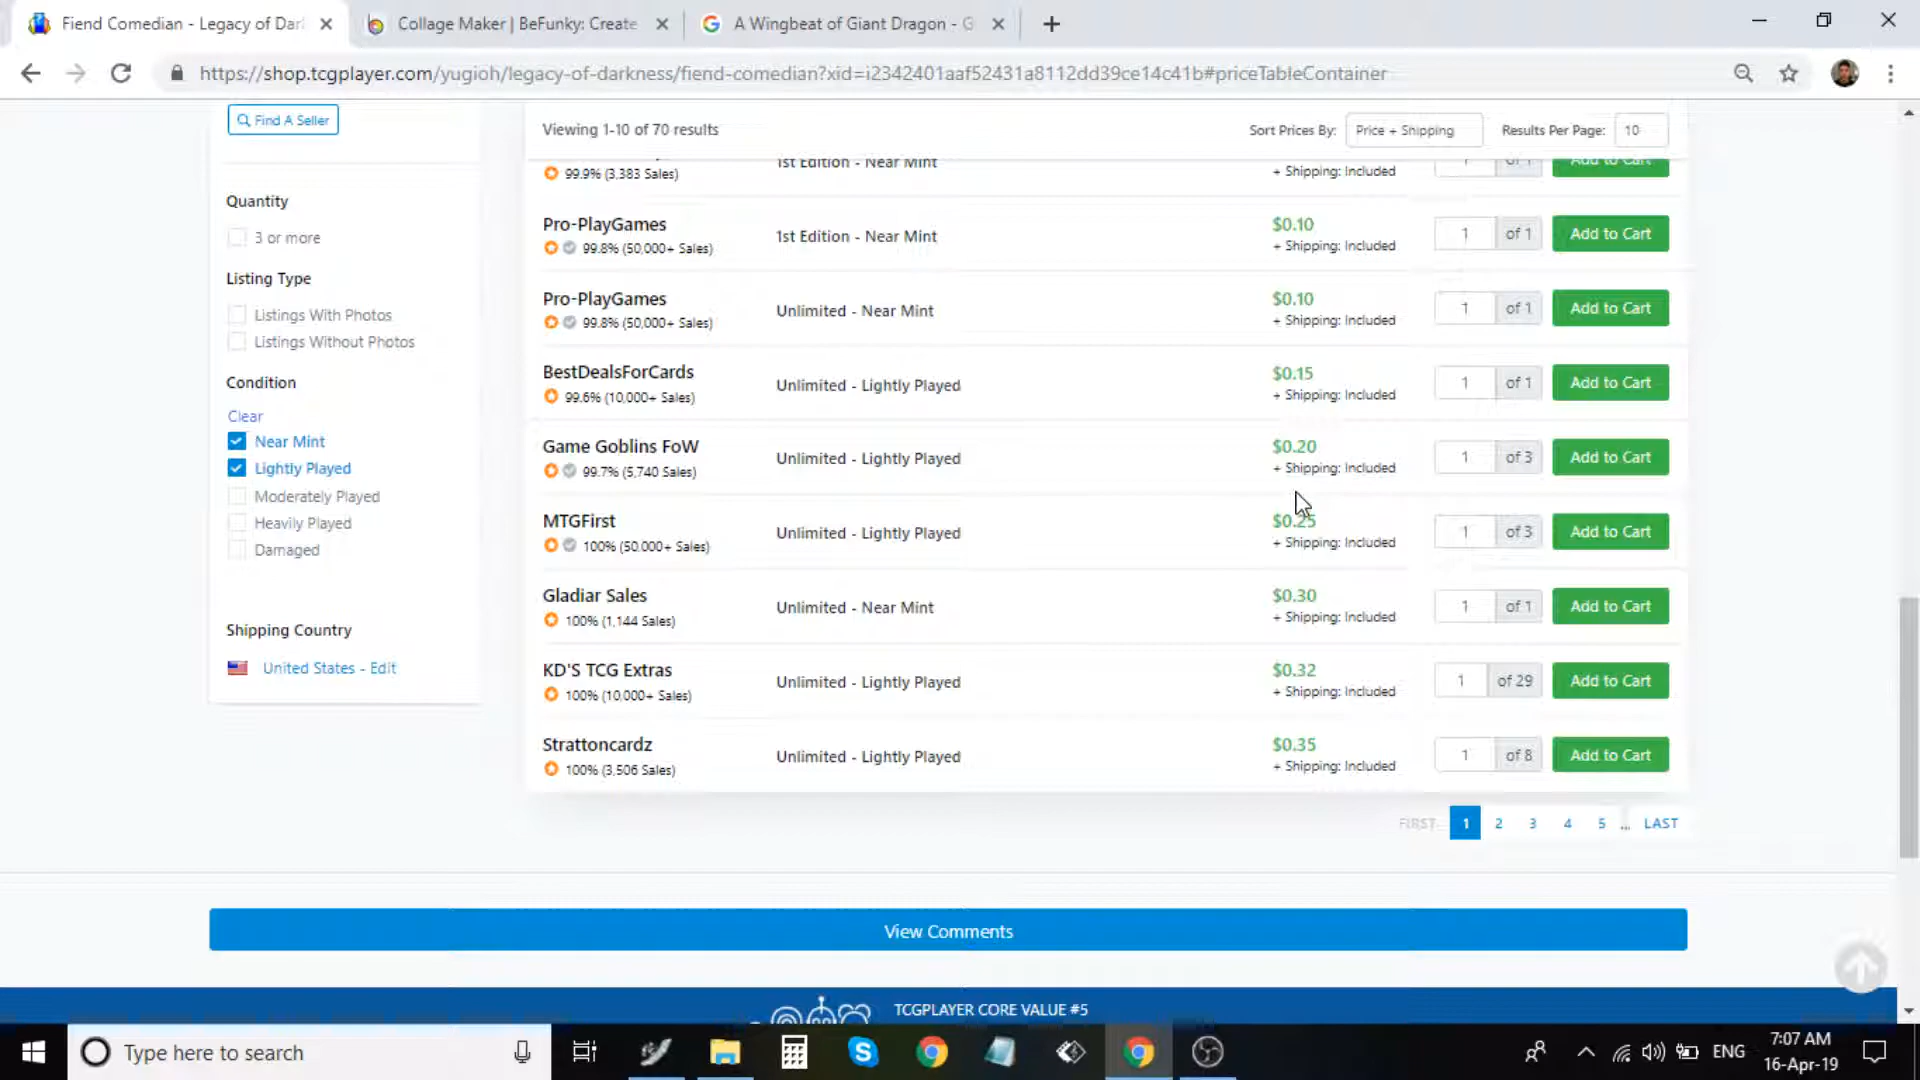 Fiend Comedian - Legacy of Dar
Collage Maker | BeFunky: Create
A Wingbeat of Giant Dragon - G
https://shop.tcgplayer.com/yugioh/legacy-of-darkness/fiend-comedian?xid=i2342401aaf52431a8112dd39ce14c41b#priceTableContainer
Find A Seller
Viewing 1-10 of 70 results
Sort Prices By: Price + Shipping Results Per Page: 10
1st Edition - Near Mint
99.9% (3,383 Sales)
+ Shipping: Included
1 of 1 Add to Cart
Quantity
3 or more
Listing Type
Listings With Photos
Listings Without Photos
Condition
Clear
Near Mint
Lightly Played
Moderately Played
Heavily Played
Damaged
Shipping Country
United States - Edit
Pro-PlayGames
99.8% (50,000+ Sales)
1st Edition - Near Mint
$0.10
+ Shipping: Included
1 of 1 Add to Cart
Pro-PlayGames
99.8% (50,000+ Sales)
Unlimited - Near Mint
$0.10
+ Shipping: Included
1 of 1 Add to Cart
BestDealsForCards
99.6% (10,000+ Sales)
Unlimited - Lightly Played
$0.15
+ Shipping: Included
1 of 1 Add to Cart
Game Goblins FoW
99.7% (5,740 Sales)
Unlimited - Lightly Played
$0.20
+ Shipping: Included
1 of 3 Add to Cart
MTGFirst
100% (50,000+ Sales)
Unlimited - Lightly Played
$0.25
+ Shipping: Included
1 of 3 Add to Cart
Gladiar Sales
100% (1,144 Sales)
Unlimited - Near Mint
$0.30
+ Shipping: Included
1 of 1 Add to Cart
KD'S TCG Extras
100% (10,000+ Sales)
Unlimited - Lightly Played
$0.32
+ Shipping: Included
1 of 29 Add to Cart
Strattoncardz
100% (3,506 Sales)
Unlimited - Lightly Played
$0.35
+ Shipping: Included
1 of 8 Add to Cart
FIRST 1 2 3 4 5 ... LAST
View Comments
TCGPLAYER CORE VALUE #5
Type here to search
ENG
7:07 AM
16-Apr-19